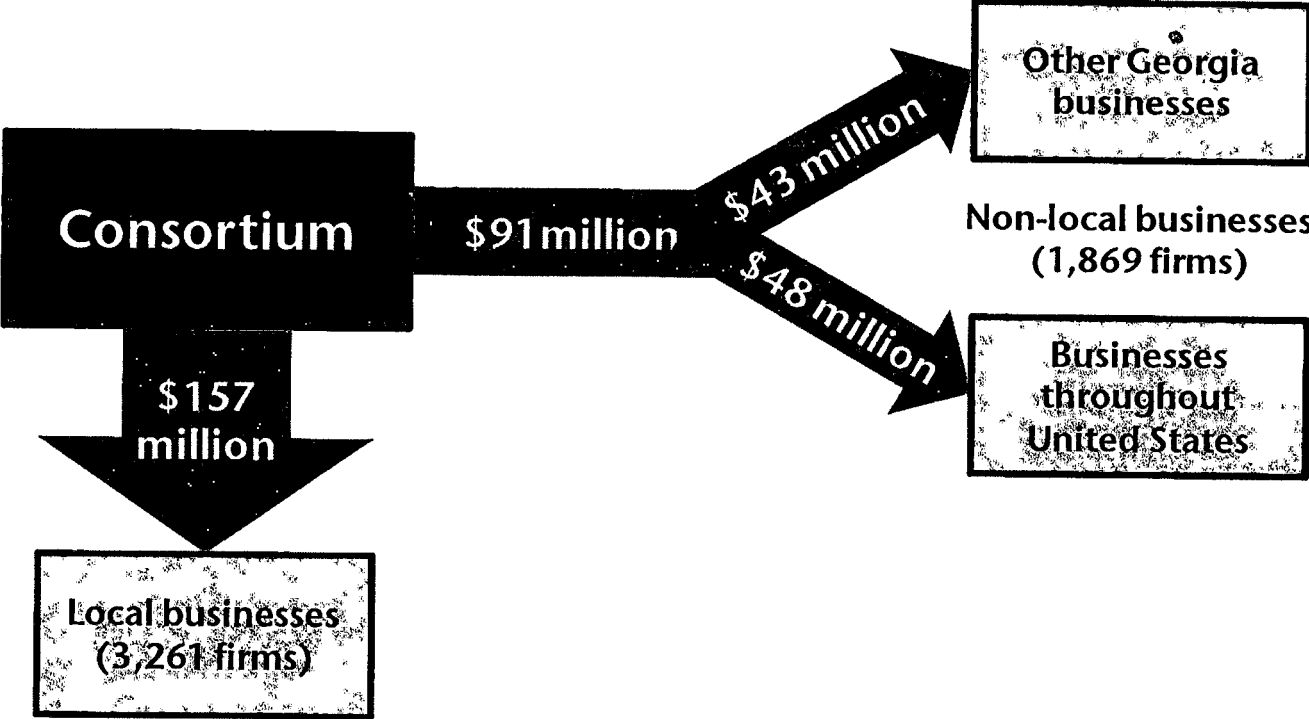 Other Georgia
businesses
$43 million
Consortium
$91 million
Non-local businesses
(1,869 firms)
$48 million
Businesses
throughout
United States
$157
million
Local businesses
(3,261 firms)